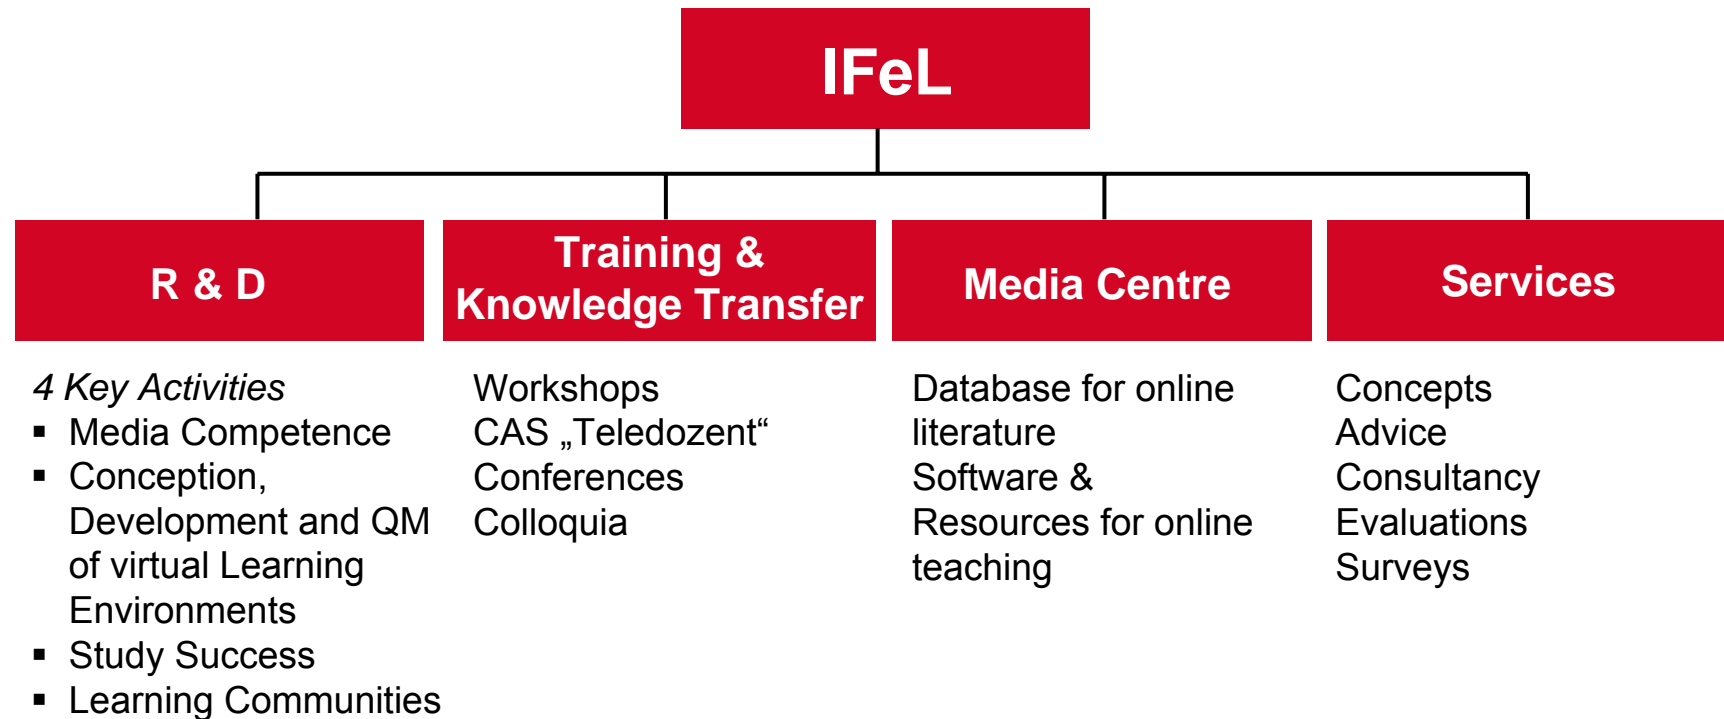 IFeL
R & D
Training &
Knowledge Transfer
Media Centre
Services
4 Key Activities
▪ Media Competence
▪ Conception,
Development and QM
of virtual Learning
Environments
▪ Study Success
▪ Learning Communities
Workshops
CAS „Teledozent“
Conferences
Colloquia
Database for online
literature
Software &
Resources for online
teaching
Concepts
Advice
Consultancy
Evaluations
Surveys